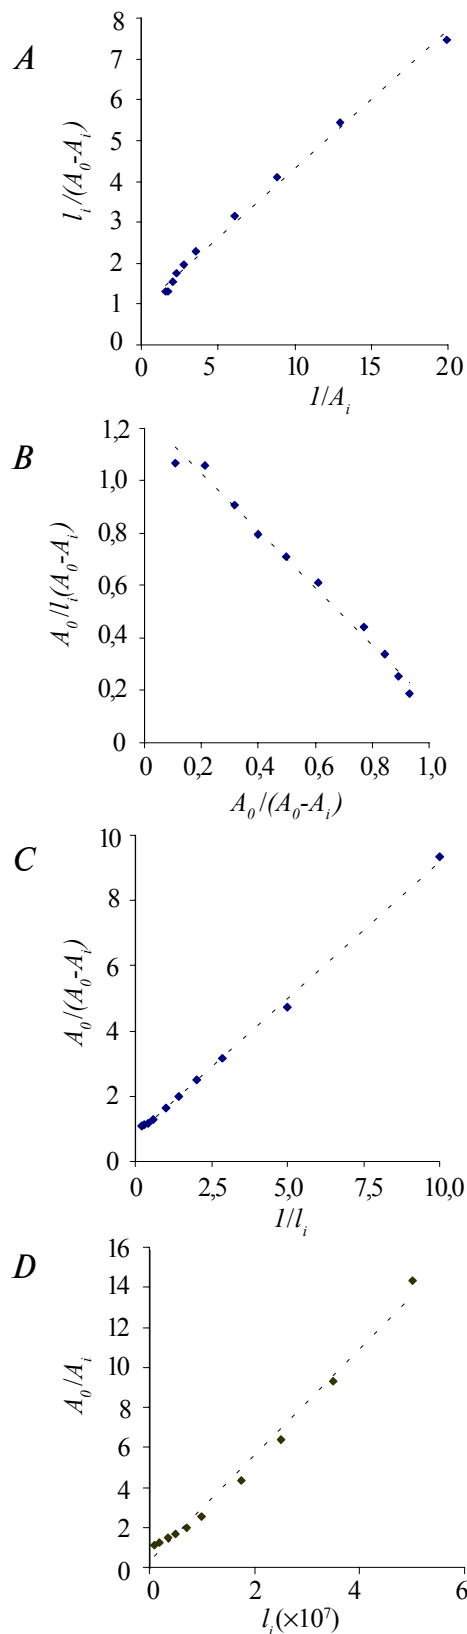 A
l_i/(A_0-A_i)
8
7
6
5
4
3
2
1
0
0 5 10 15 20
1/A_i
B
A_0/l_i(A_0-A_i)
1,2
1,0
0,8
0,6
0,4
0,2
0
0 0,2 0,4 0,6 0,8 1,0
A_0/(A_0-A_i)
C
A_0/(A_0-A_i)
10
8
6
4
2
0
0 2,5 5,0 7,5 10,0
1/l_i
D
A_0/A_i
16
14
12
10
8
6
4
2
0
0 2 4 6
l_i(×10^7)